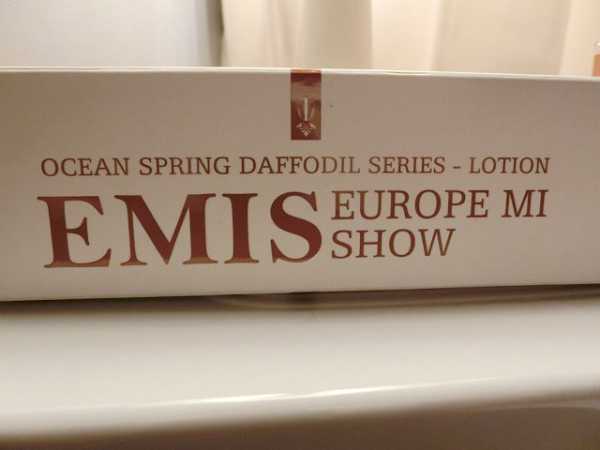 OCEAN SPRING DAFFODIL SERIES - LOTION
EMIS
EUROPE MI
SHOW